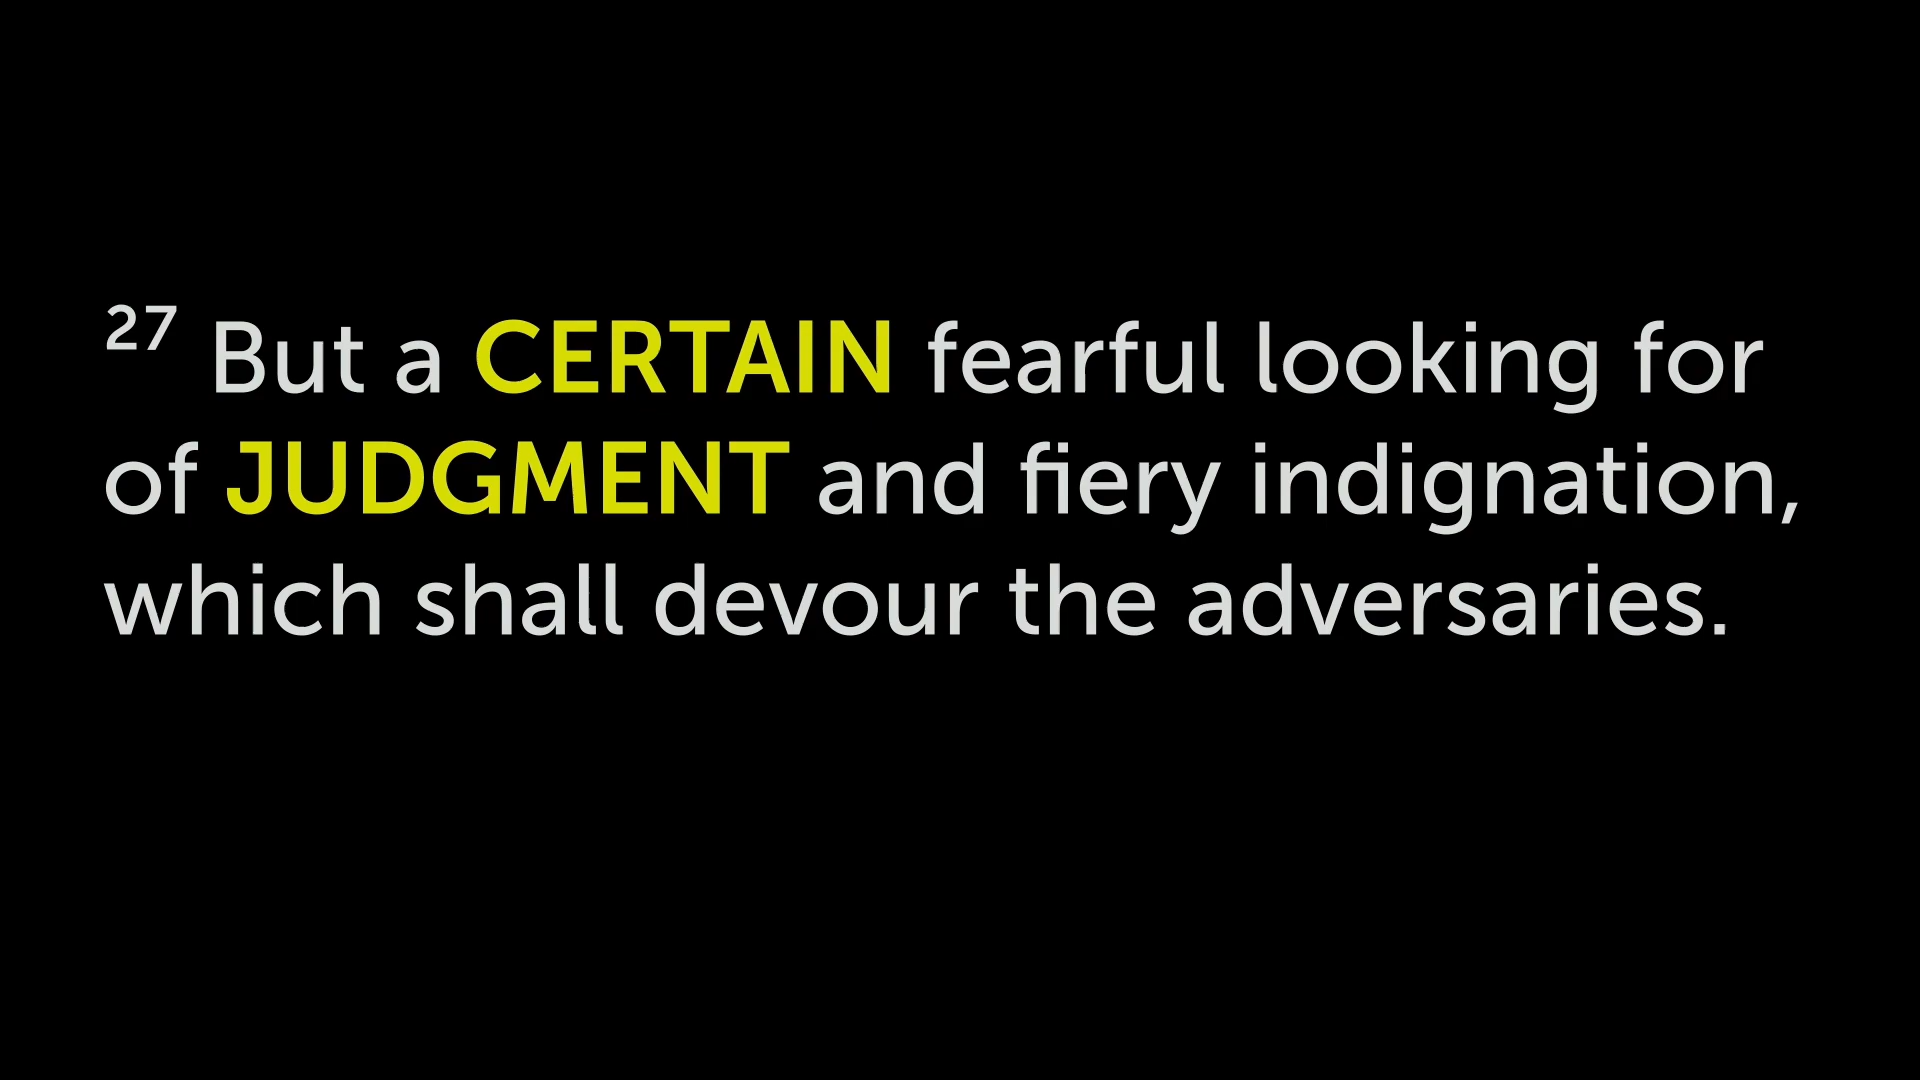 27 But a CERTAIN fearful looking for
of JUDGMENT and fiery indignation,
which shall devour the adversaries.